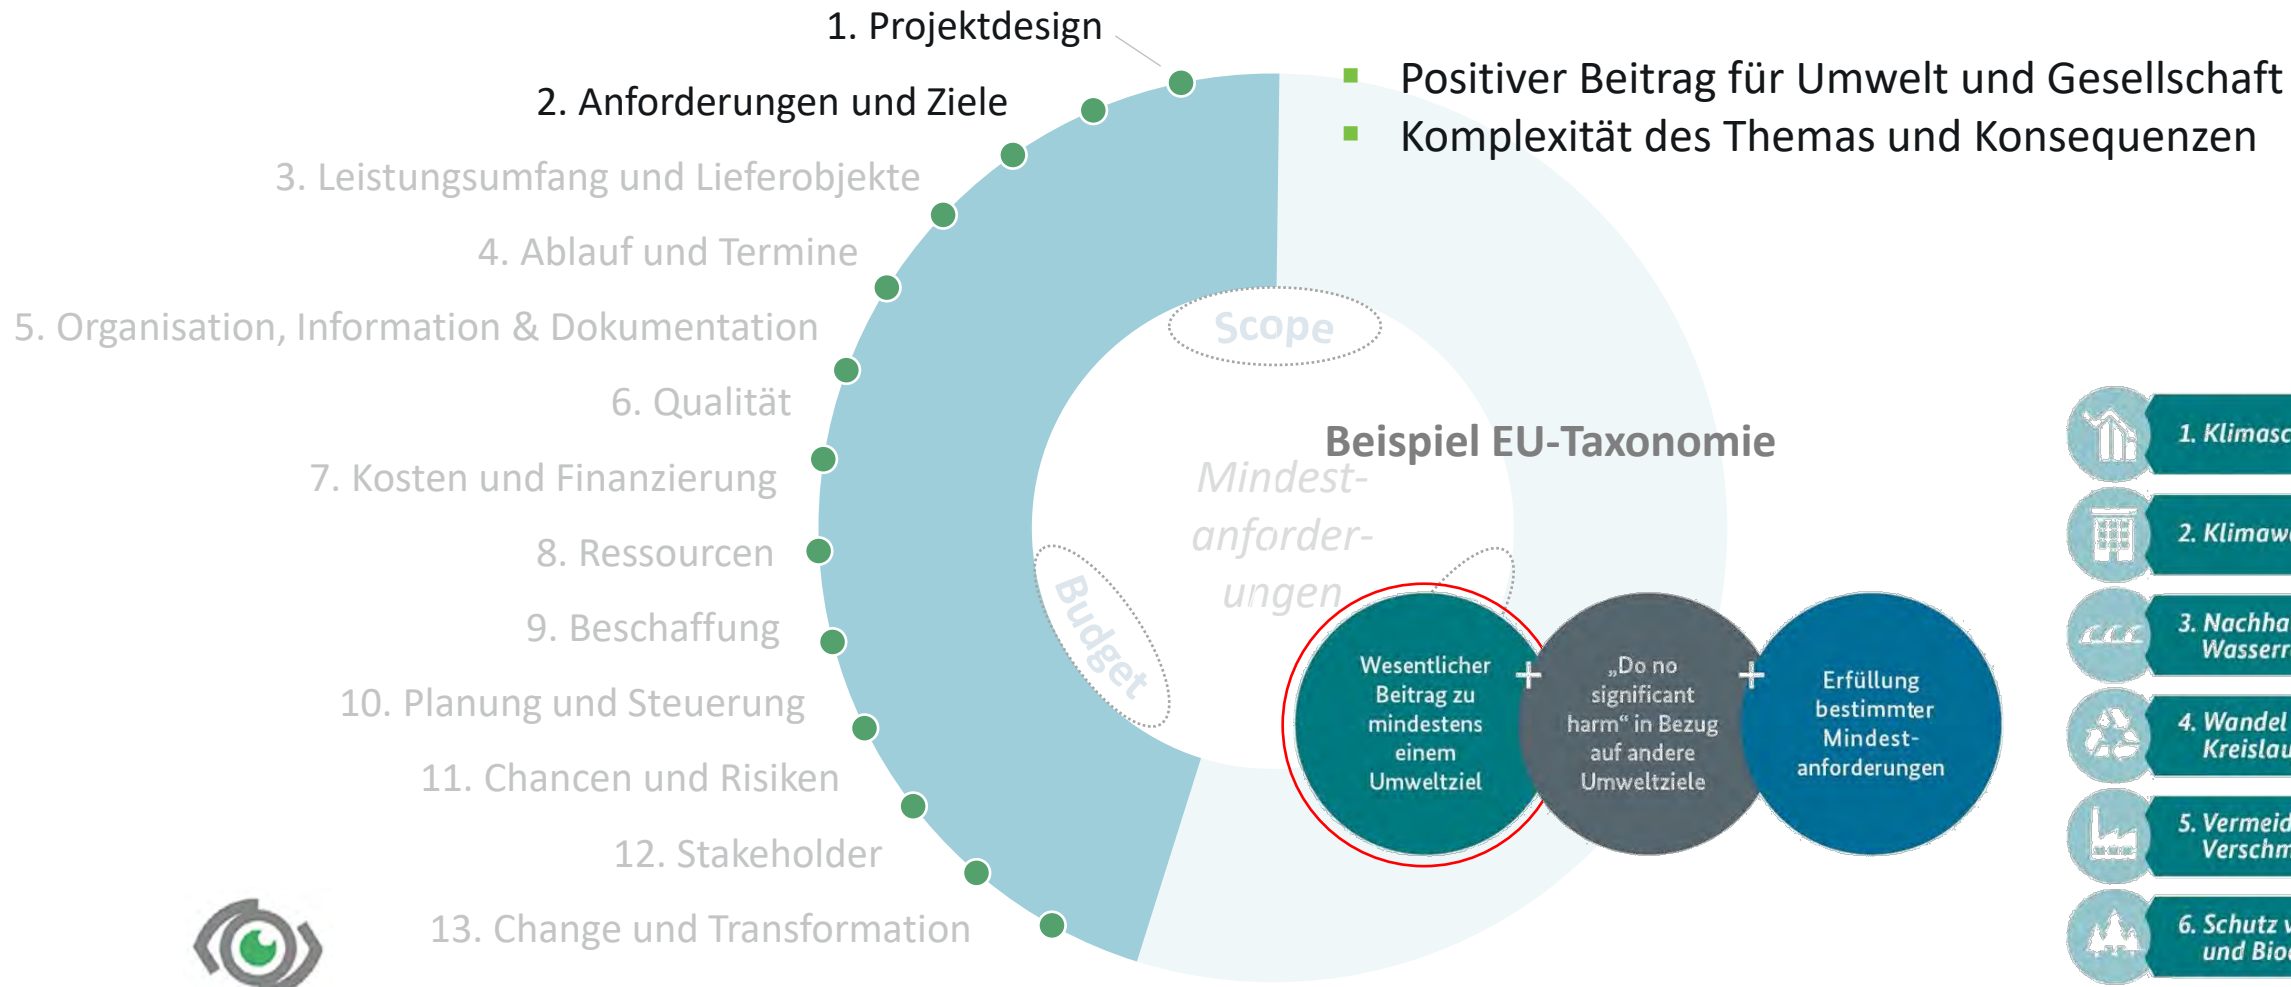 1. Projektdesign
2. Anforderungen und Ziele
3. Leistungsumfang und Lieferobjekte
4. Ablauf und Termine
5. Organisation, Information & Dokumentation
6. Qualität
7. Kosten und Finanzierung
8. Ressourcen
9. Beschaffung
10. Planung und Steuerung
11. Chancen und Risiken
12. Stakeholder
13. Change und Transformation
▪ Positiver Beitrag für Umwelt und Gesellschaft
▪ Komplexität des Themas und Konsequenzen
Scope
Budget
Mindest-
anforder-
ungen
Beispiel EU-Taxonomie
Wesentlicher
Beitrag zu
mindestens
einem
Umweltziel
+
„Do no
significant
harm“ in Bezug
auf andere
Umweltziele
+
Erfüllung
bestimmter
Mindest-
anforderungen
1. Klimasc
2. Klimaw
3. Nachha
Wasserr
4. Wandel
Kreislau
5. Vermeid
Verschm
6. Schutz v
und Biod